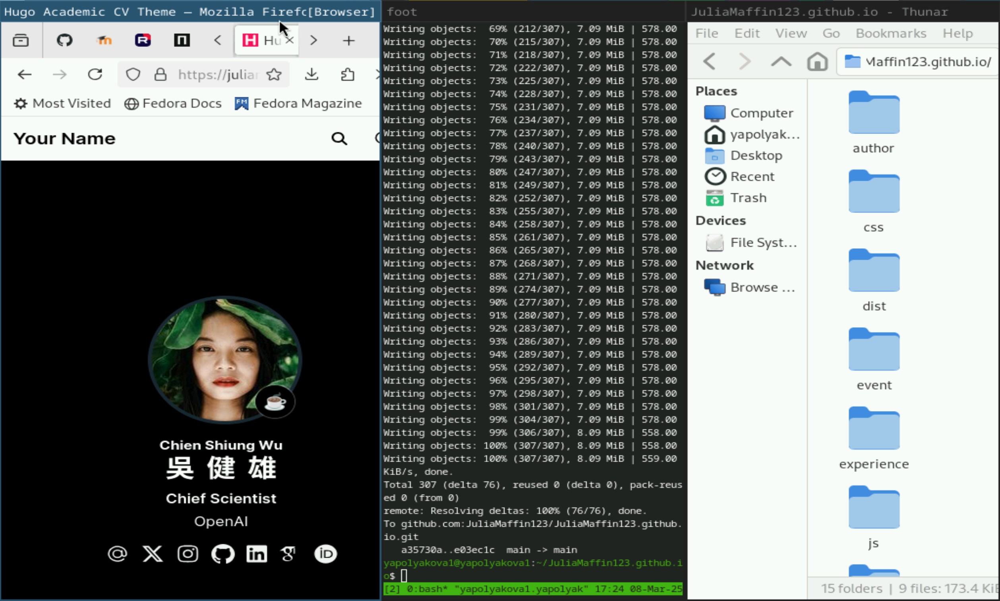 Hugo Academic CV Theme — Mozilla Firefo[Browser]
Hu
https://julia
Most Visited Fedora Docs Fedora Magazine
Your Name
Chien Shiung Wu
吳 健 雄
Chief Scientist
OpenAI
foot
Writing objects: 69% (212/307), 7.09 MiB | 578.00
Writing objects: 70% (215/307), 7.09 MiB | 578.00
Writing objects: 71% (218/307), 7.09 MiB | 578.00
Writing objects: 72% (222/307), 7.09 MiB | 578.00
Writing objects: 73% (225/307), 7.09 MiB | 578.00
Writing objects: 74% (228/307), 7.09 MiB | 578.00
Writing objects: 75% (231/307), 7.09 MiB | 578.00
Writing objects: 76% (234/307), 7.09 MiB | 578.00
Writing objects: 77% (237/307), 7.09 MiB | 578.00
Writing objects: 78% (240/307), 7.09 MiB | 578.00
Writing objects: 79% (243/307), 7.09 MiB | 578.00
Writing objects: 80% (247/307), 7.09 MiB | 578.00
Writing objects: 81% (249/307), 7.09 MiB | 578.00
Writing objects: 82% (252/307), 7.09 MiB | 578.00
Writing objects: 83% (255/307), 7.09 MiB | 578.00
Writing objects: 84% (258/307), 7.09 MiB | 578.00
Writing objects: 85% (261/307), 7.09 MiB | 578.00
Writing objects: 86% (265/307), 7.09 MiB | 578.00
Writing objects: 87% (268/307), 7.09 MiB | 578.00
Writing objects: 88% (271/307), 7.09 MiB | 578.00
Writing objects: 89% (274/307), 7.09 MiB | 578.00
Writing objects: 90% (277/307), 7.09 MiB | 578.00
Writing objects: 91% (280/307), 7.09 MiB | 578.00
Writing objects: 92% (283/307), 7.09 MiB | 578.00
Writing objects: 93% (286/307), 7.09 MiB | 578.00
Writing objects: 94% (289/307), 7.09 MiB | 578.00
Writing objects: 95% (292/307), 7.09 MiB | 578.00
Writing objects: 96% (295/307), 7.09 MiB | 578.00
Writing objects: 97% (298/307), 7.09 MiB | 578.00
Writing objects: 98% (301/307), 7.09 MiB | 578.00
Writing objects: 99% (304/307), 7.09 MiB | 578.00
Writing objects: 99% (306/307), 8.09 MiB | 558.00
Writing objects: 100% (307/307), 8.09 MiB | 558.00
Writing objects: 100% (307/307), 8.09 MiB | 559.00
KiB/s, done.
Total 307 (delta 76), reused 0 (delta 0), pack-reus
ed 0 (from 0)
remote: Resolving deltas: 100% (76/76), done.
To github.com:JuliaMaffin123/JuliaMaffin123.github.
io.git
a35730a..e03ec1c main -> main
yapolyakova1@yapolyakova1:~/JuliaMaffin123.github.i
o$
[2] 0:bash* "yapolyakova1.yapolyak" 17:24 08-Mar-25
JuliaMaffin123.github.io - Thunar
File Edit View Go Bookmarks Help
Maffin123.github.io/
Places
Computer
yapolyak...
Desktop
Recent
Trash
Devices
File Syst...
Network
Browse ...
author
css
dist
event
experience
js
15 folders | 9 files: 173.4 KiB